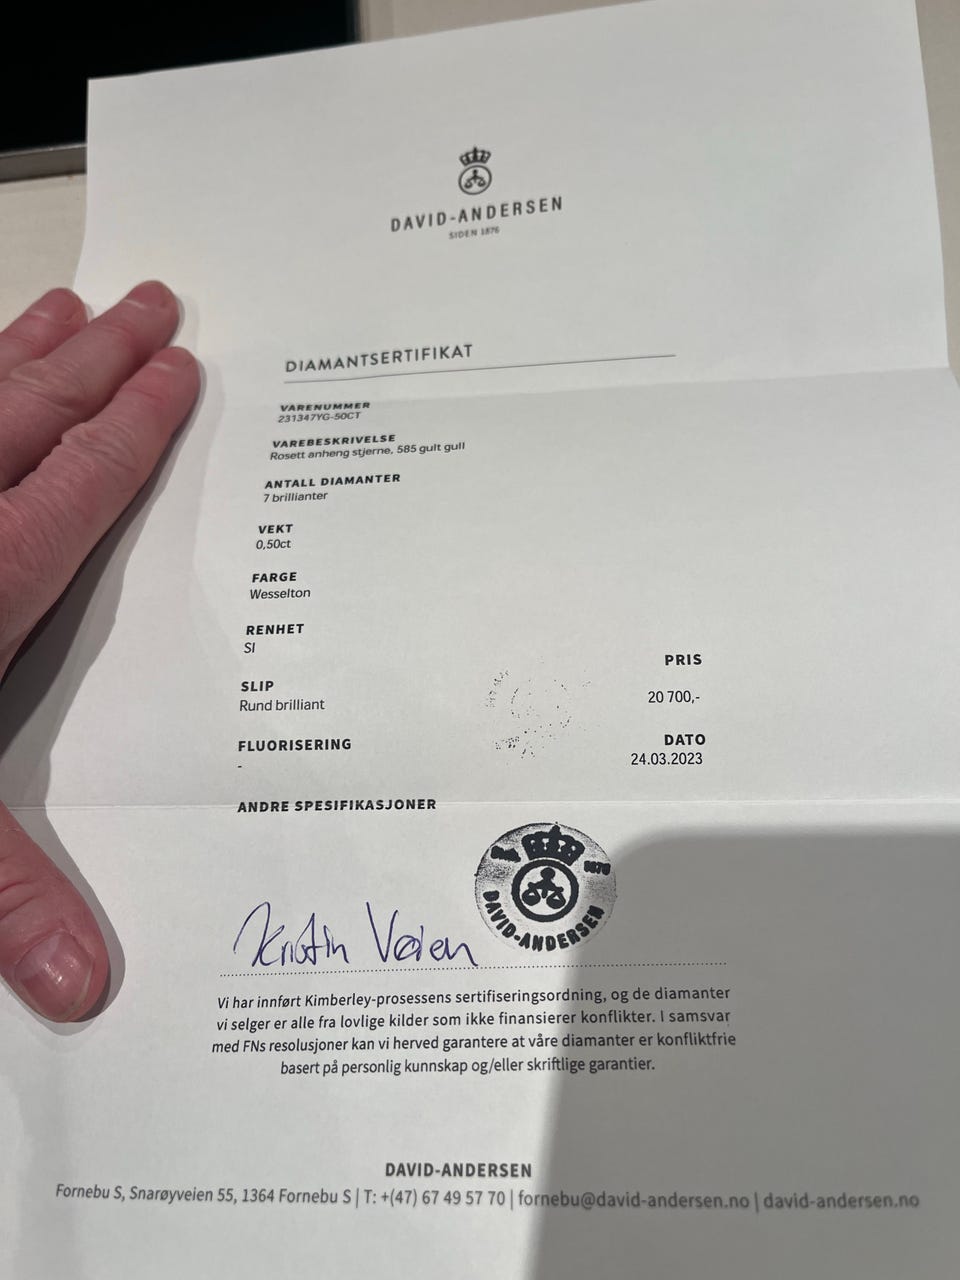 DAVID-ANDERSEN
SIDEN 1876
DIAMANTSERTIFIKAT
VARENUMMER
231347YG-50CT
VAREBESKRIVELSE
Rosett anheng stjerne, 585 gult gull
ANTALL DIAMANTER
7 brillianter
VEKT
0,50ct
FARGE
Wesselton
RENHET
SI
PRIS
SLIP
20 700,-
Rund brilliant
DATO
FLUORISERING
24.03.2023
-
ANDRE SPESIFIKASJONER
1876
DAVID-ANDERSEN
Kristin
Vi har innført Kimberley-prosessens sertifiseringsordning, og de diamanter
vi selger er alle fra lovlige kilder som ikke finansierer konflikter. I samsvar
med FNs resolusjoner kan vi herved garantere at våre diamanter er konfliktfrie
basert på personlig kunnskap og/eller skriftlige garantier.
DAVID-ANDERSEN
Fornebu S, Snarøyveien 55, 1364 Fornebu S | T: +(47) 67 49 57 70 | fornebu@david-andersen.no | david-andersen.no